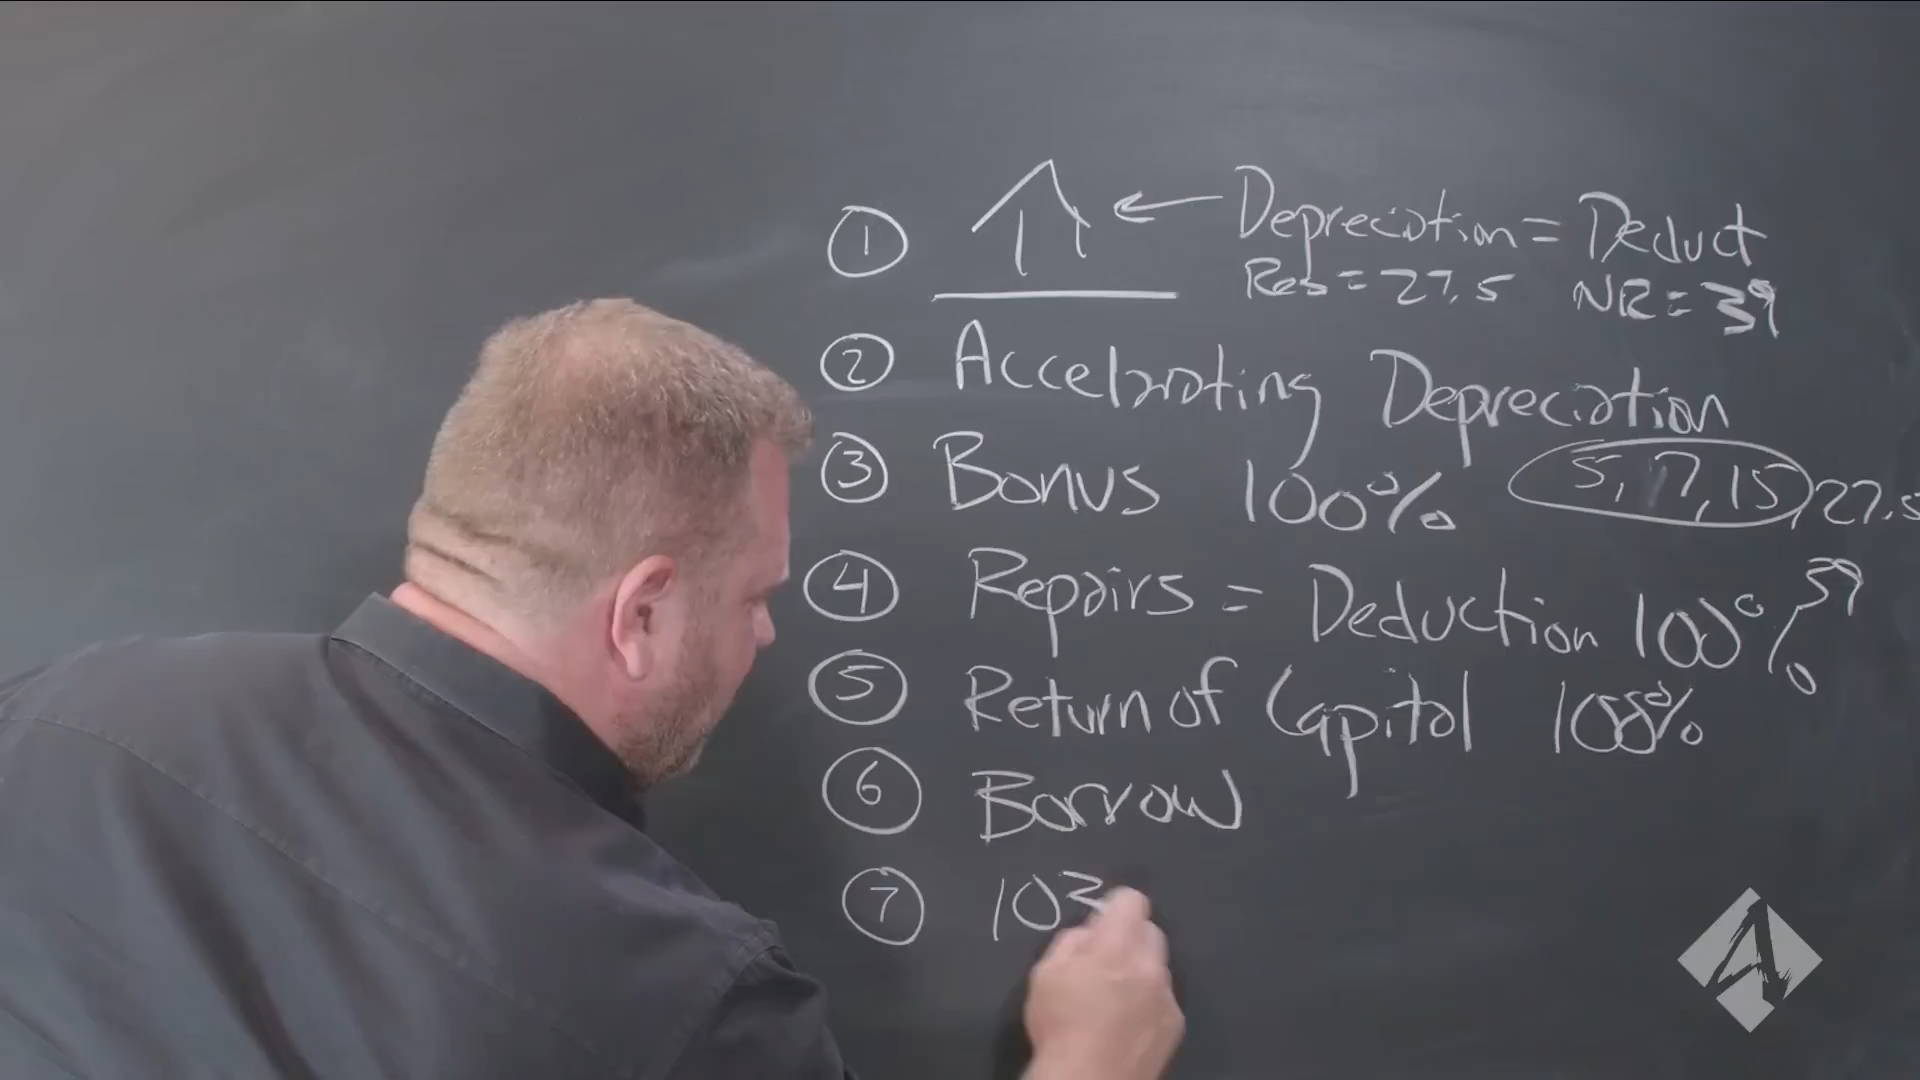 ① Depreciation = Deduct
Res = 27.5 NR = 39
② Accelarating Depreciation
③ Bonus 100% 5, 7, 15, 27.5
39
④ Repairs = Deduction 100%
⑤ Return of Capitol 100%
⑥ Borrow
⑦ 103
A